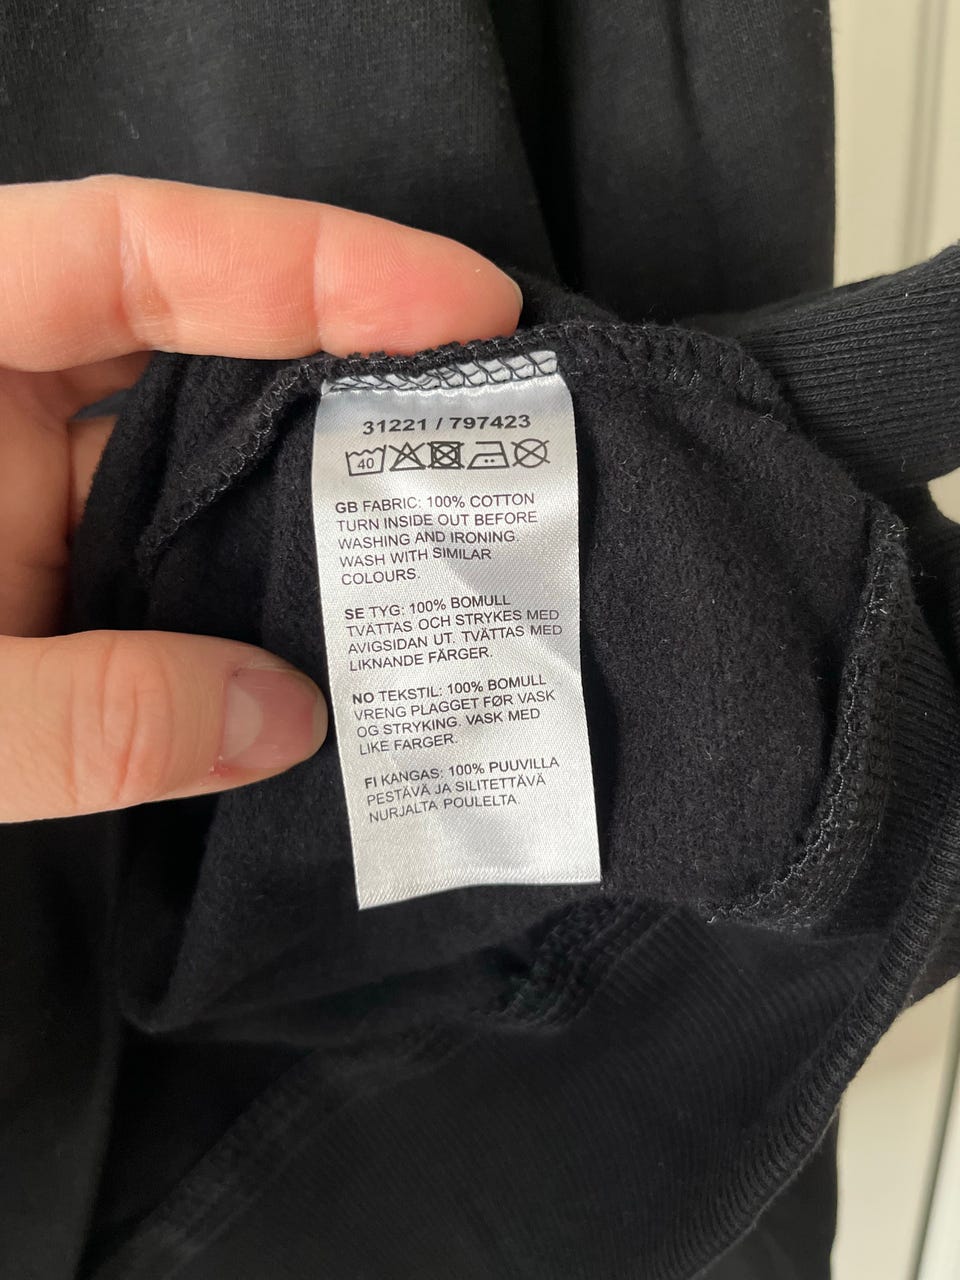 31221 / 797423
40
GB FABRIC: 100% COTTON
TURN INSIDE OUT BEFORE
WASHING AND IRONING.
WASH WITH SIMILAR
COLOURS.
SE TYG: 100% BOMULL
TVÄTTAS OCH STRYKES MED
AVIGSIDAN UT. TVÄTTAS MED
LIKNANDE FÄRGER.
NO TEKSTIL: 100% BOMULL
VRENG PLAGGET FØR VASK
OG STRYKING. VASK MED
LIKE FARGER.
FI KANGAS: 100% PUUVILLA
PESTÄVÄ JA SILITETTÄVÄ
NURJALTA POULELTA.